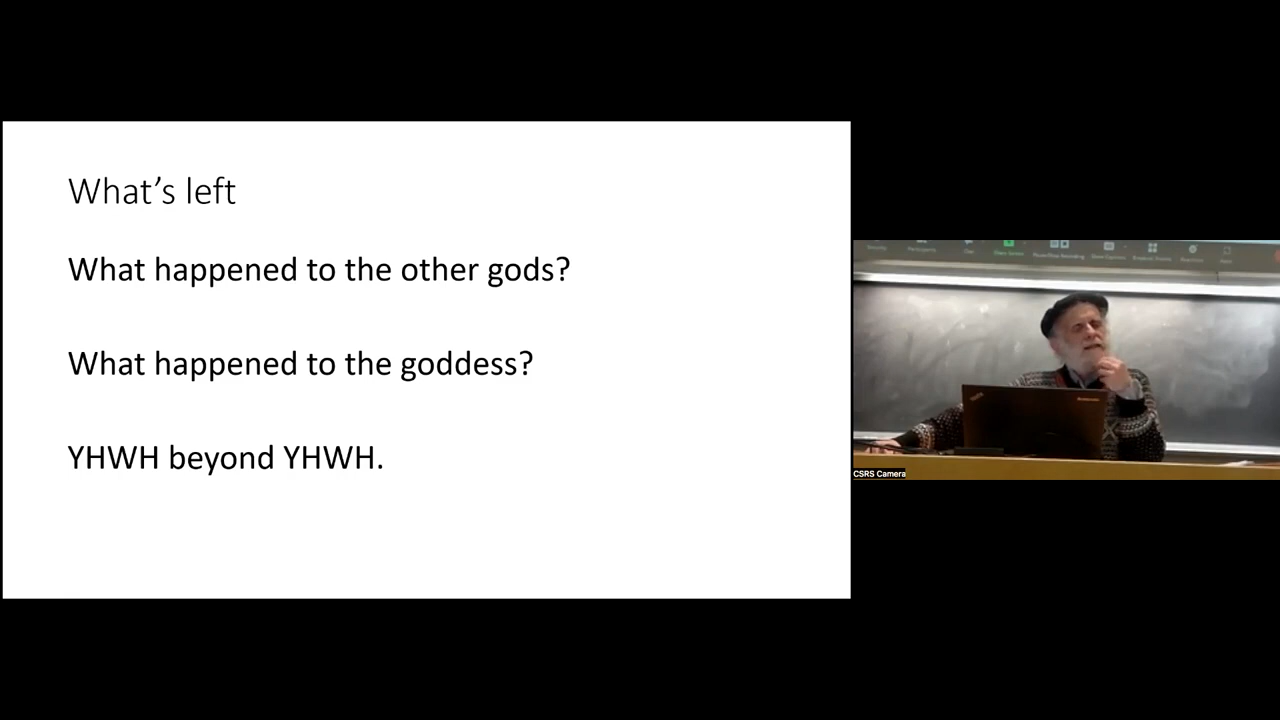 What's left
What happened to the other gods?
What happened to the goddess?
YHWH beyond YHWH.
CSRS Camera